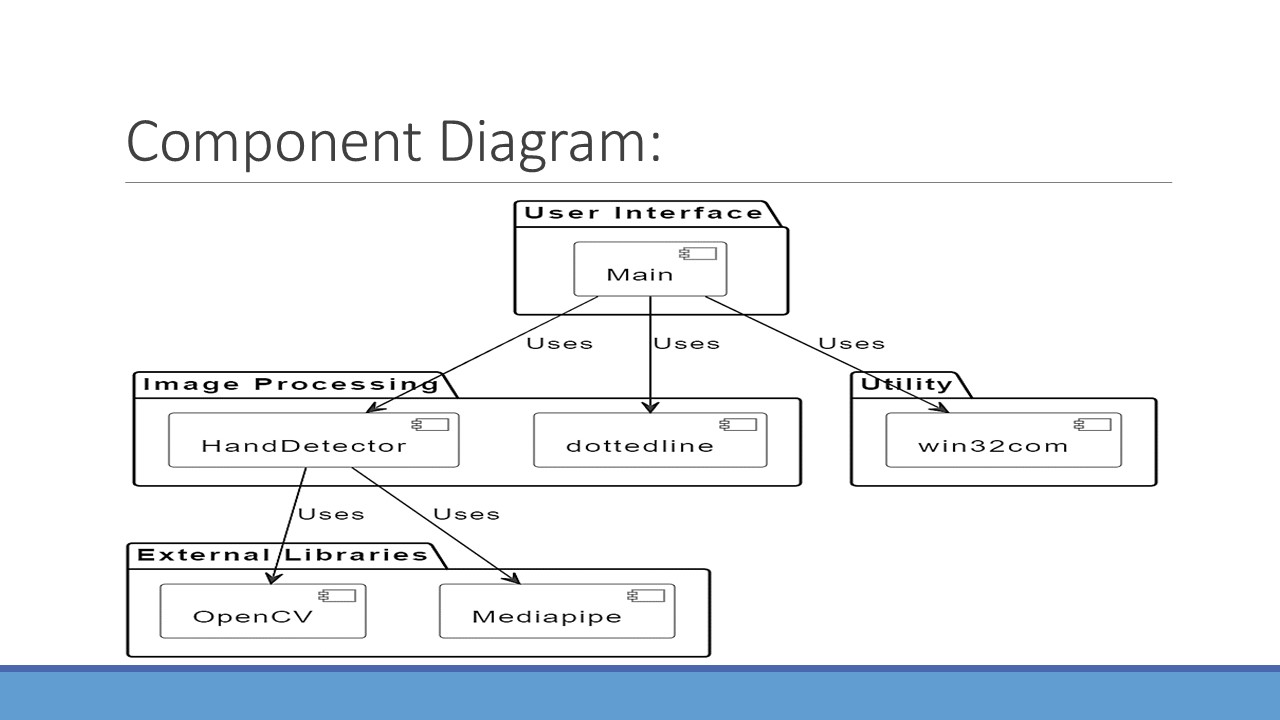 Component Diagram:
User Interface
Main
Uses
Uses
Uses
Image Processing
HandDetector
dottedline
Utility
win32com
Uses
Uses
External Libraries
OpenCV
Mediapipe